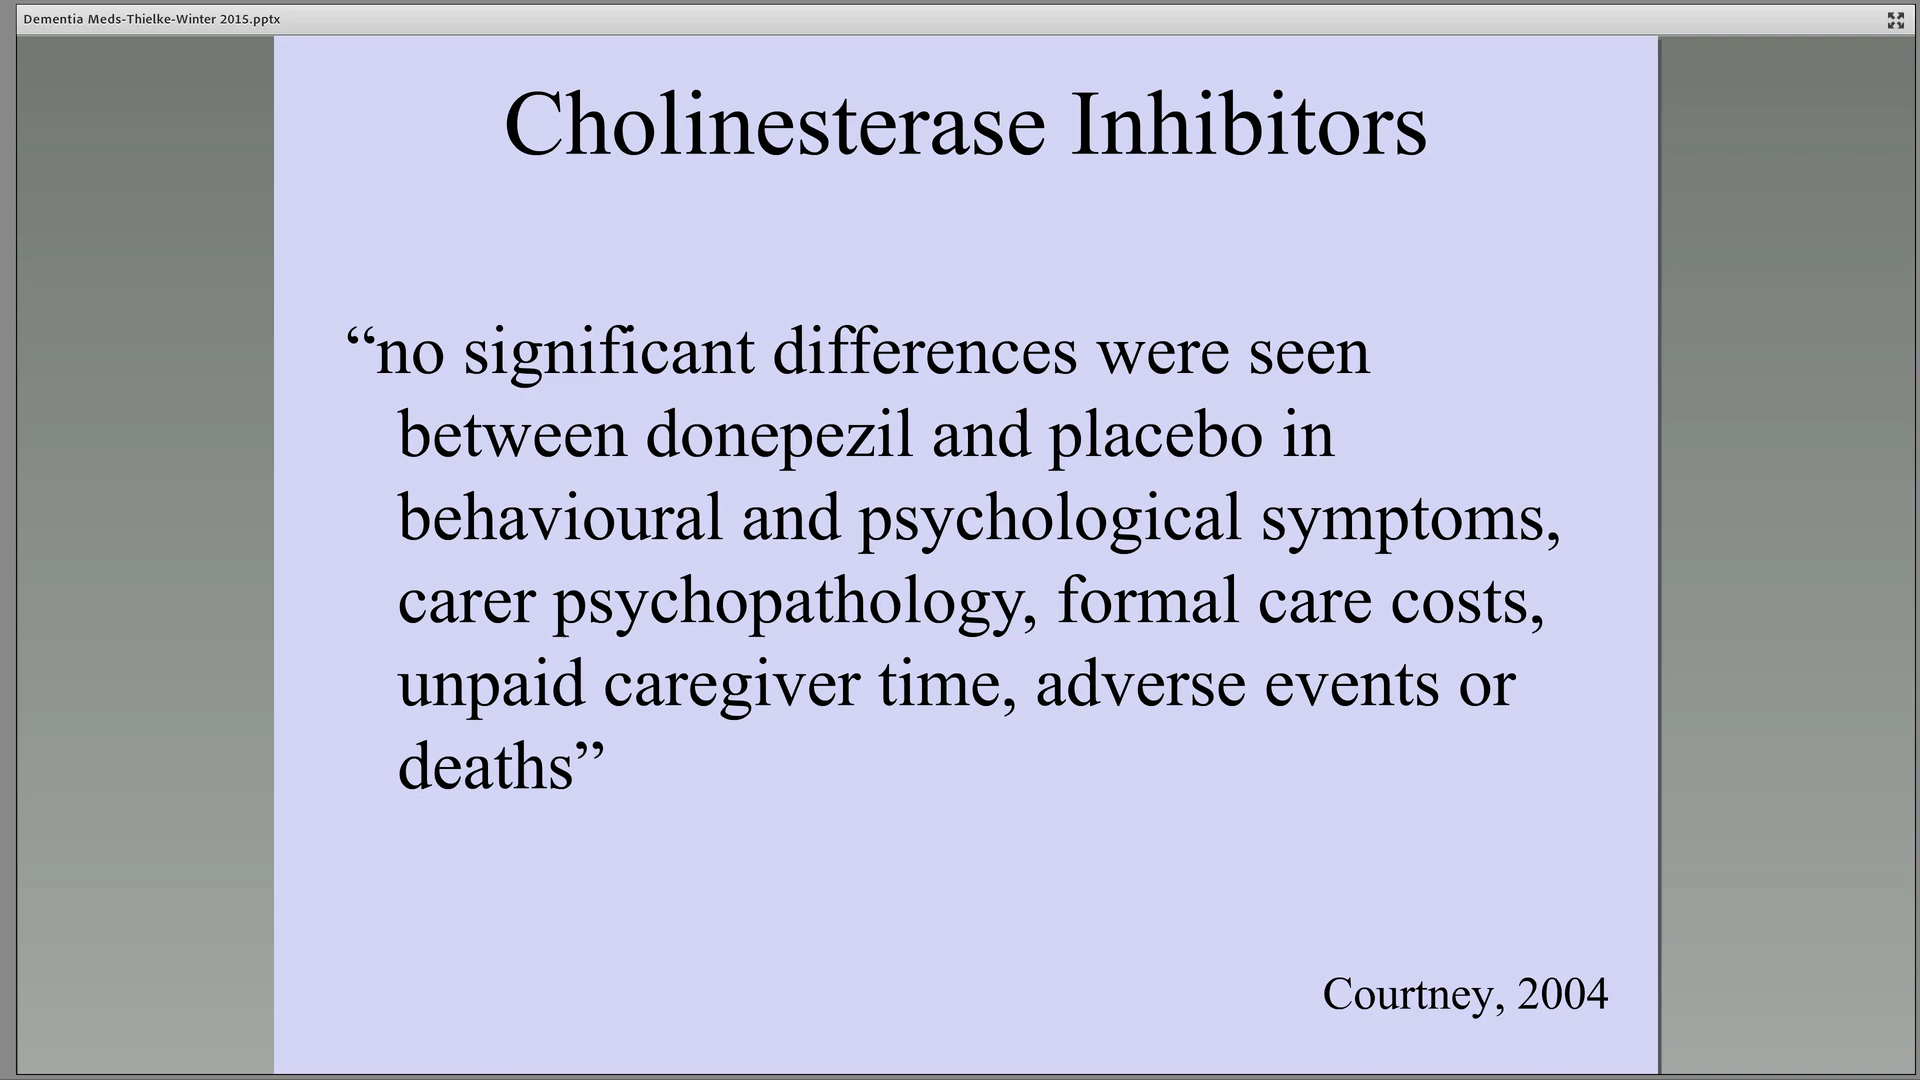 Dementia Meds-Thielke-Winter 2015.pptx
Cholinesterase Inhibitors
“no significant differences were seen
between donepezil and placebo in
behavioural and psychological symptoms,
carer psychopathology, formal care costs,
unpaid caregiver time, adverse events or
deaths”
Courtney, 2004